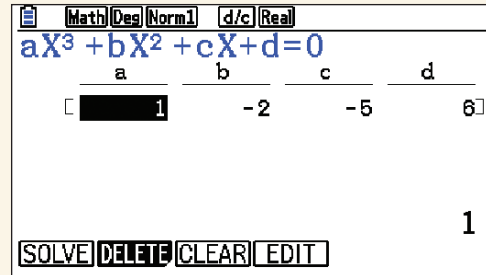 Math Deg Norm1 d/c Real
aX³ +bX² +cX+d=0
a b c d
[ 1 -2 -5 6]
1
SOLVE DELETE CLEAR EDIT